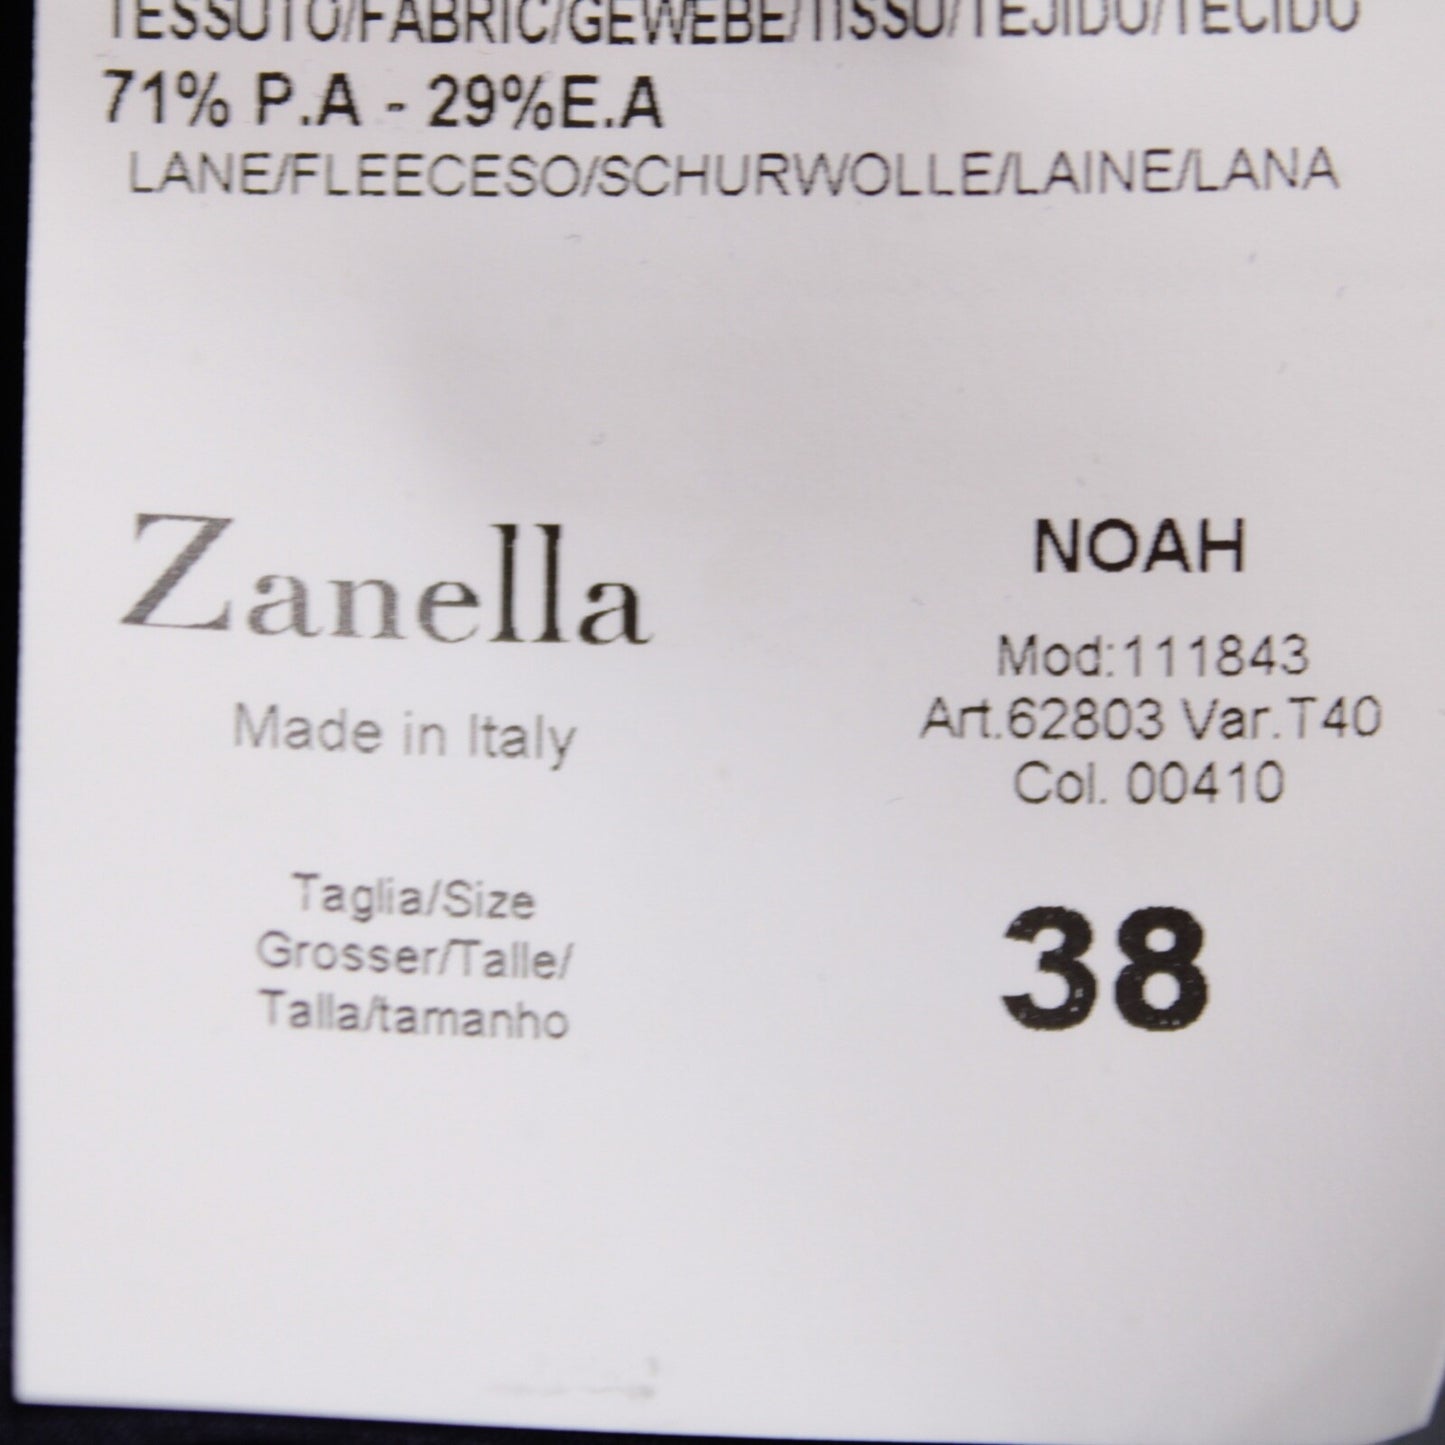 TESSUTO/FABRIC/GEWEBE/TISSU/TEJIDO/TECIDO
71% P.A - 29%E.A
LANE/FLEECESO/SCHURWOLLE/LAINE/LANA
Zanella
Made in Italy
NOAH
Mod:111843
Art.62803 Var.T40
Col. 00410
Taglia/Size
Grosser/Talle/
Talla/tamanho
38